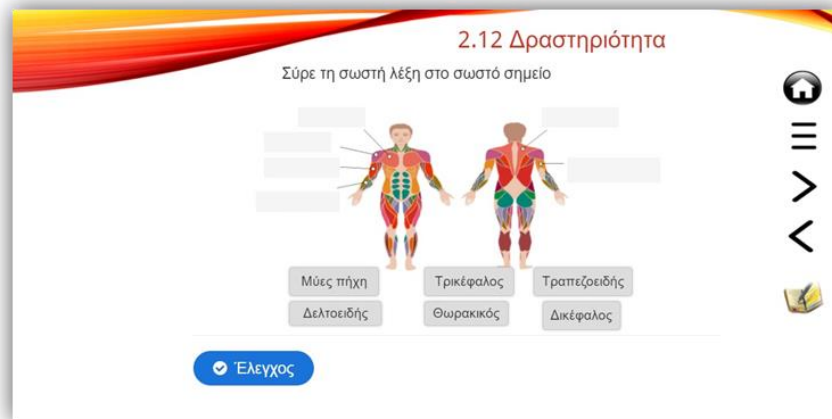 2.12 Δραστηριότητα
Σύρε τη σωστή λέξη στο σωστό σημείο
Μύες πήχη
Τρικέφαλος
Τραπεζοειδής
Δελτοειδής
Θωρακικός
Δικέφαλος
Έλεγχος